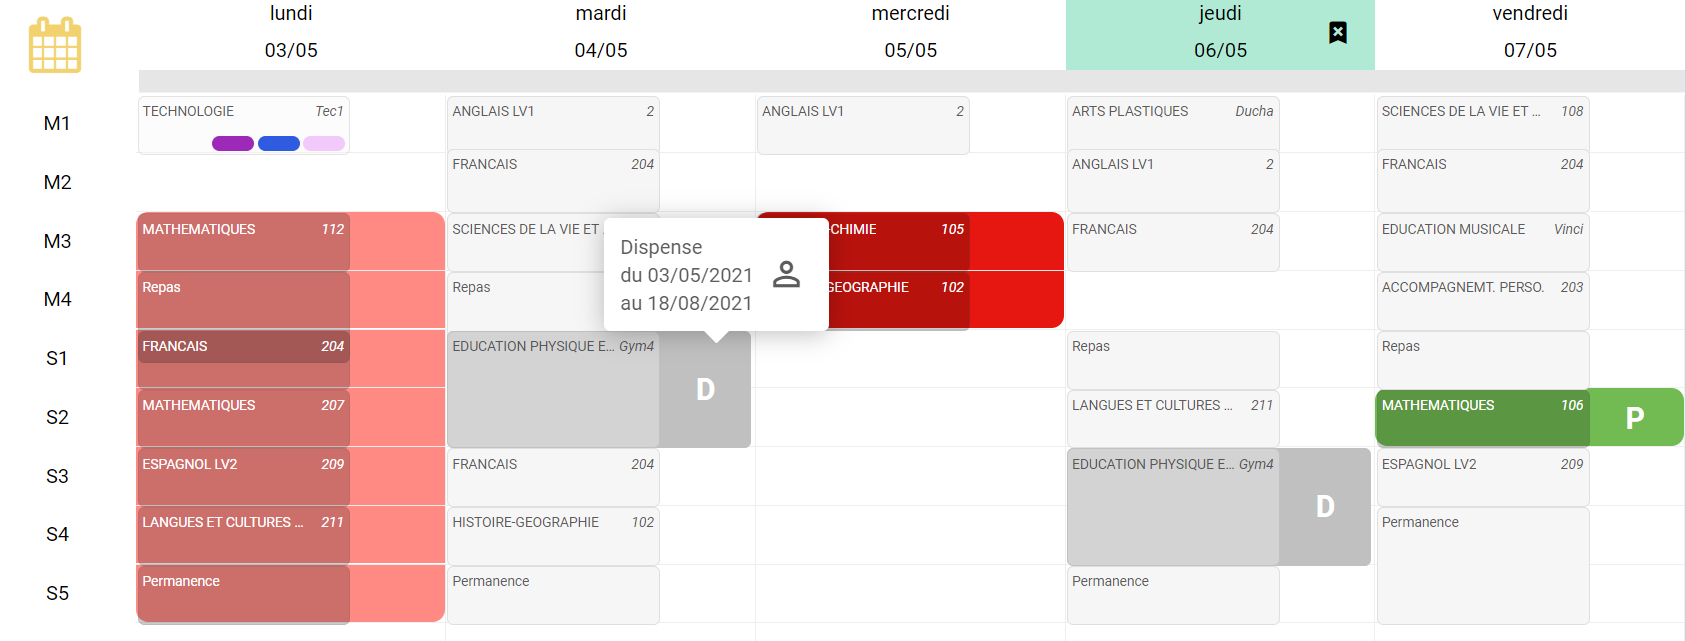 lundi mardi mercredi jeudi vendredi
03/05 04/05 05/05 06/05 07/05
M1 TECHNOLOGIE Tec1 ANGLAIS LV1 2 ANGLAIS LV1 2 ARTS PLASTIQUES Ducha SCIENCES DE LA VIE ET ... 108
M2 FRANCAIS 204 ANGLAIS LV1 2 FRANCAIS 204
M3 MATHEMATIQUES 112 SCIENCES DE LA VIE ET -CHIMIE 105 FRANCAIS 204 EDUCATION MUSICALE Vinci
Dispense
du 03/05/2021
au 18/08/2021
M4 Repas Repas GEOGRAPHIE 102 ACCOMPAGNEMT. PERSO. 203
S1 FRANCAIS 204 EDUCATION PHYSIQUE E... Gym4 Repas Repas
D
S2 MATHEMATIQUES 207 LANGUES ET CULTURES ... 211 MATHEMATIQUES 106 P
S3 ESPAGNOL LV2 209 FRANCAIS 204 EDUCATION PHYSIQUE E... Gym4 ESPAGNOL LV2 209
D
S4 LANGUES ET CULTURES ... 211 HISTOIRE-GEOGRAPHIE 102 Permanence
S5 Permanence Permanence Permanence